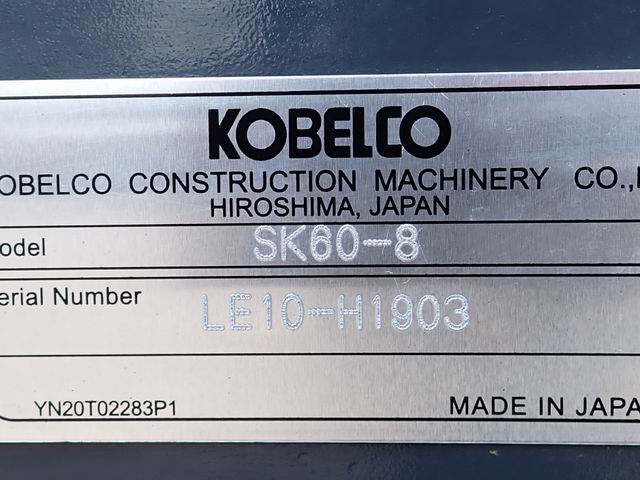 KOBELCO
OBELCO CONSTRUCTION MACHINERY CO.,L
HIROSHIMA, JAPAN
odel SK60-8
erial Number LE10-H1903
YN20T02283P1 MADE IN JAPA